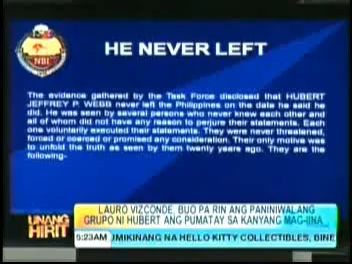 HE NEVER LEFT
NBI
The evidence gathered by the Task Force disclosed that HUBERT
JEFFREY P. WEBB never left the Philippines on the date he said he
did. He was seen by several persons who never knew each other and
all of whom did not have any reason to perjure their statements. Each
one voluntarily executed their statements. They were never threatened,
forced or coerced or promised any consideration. Their only motive was
to unfold the truth as seen by them twenty years ago. They are the
following-
LAURO VIZCONDE, BUO PA RIN ANG PANINIWALANG
GRUPO NI HUBERT ANG PUMATAY SA KANYANG MAG-IINA
UNANG
HIRIT
5:23AM
UMIKINANG NA HELLO KITTY COLLECTIBLES, BINE